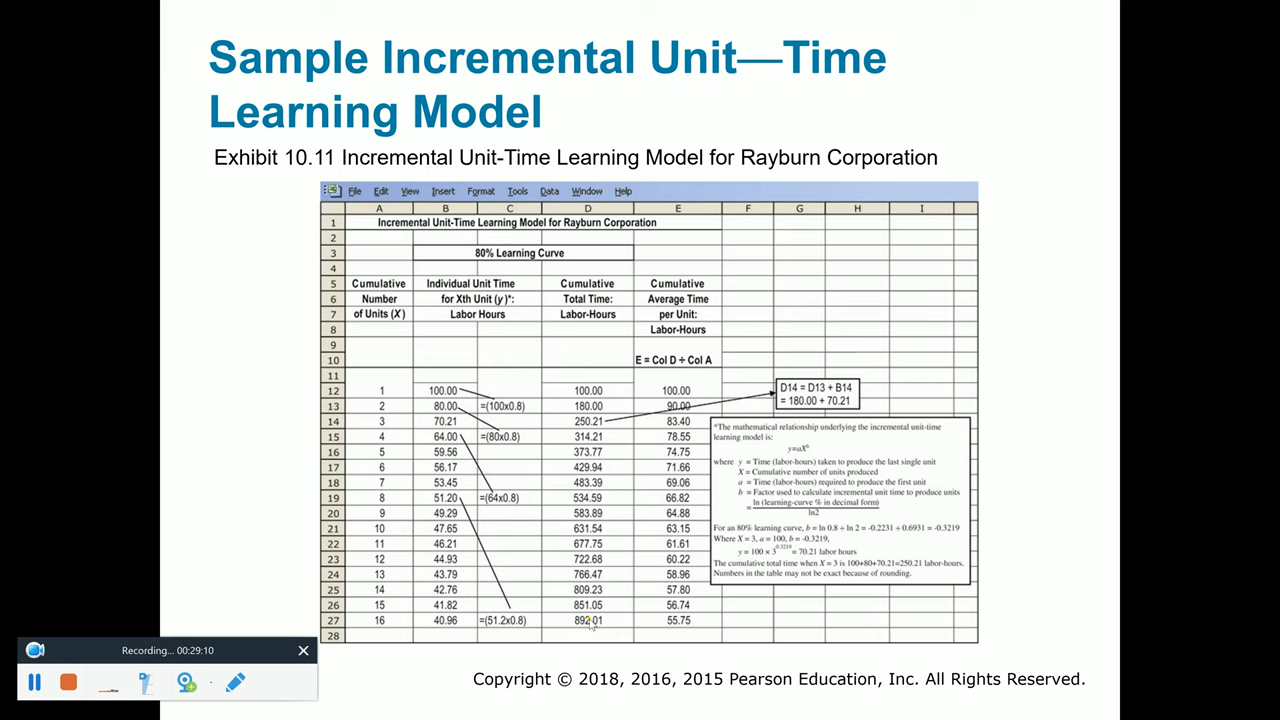 Sample Incremental Unit—Time
Learning Model
Exhibit 10.11 Incremental Unit-Time Learning Model for Rayburn Corporation
File Edit View Insert Format Tools Data Window Help
A B C D E F G H I
1 Incremental Unit-Time Learning Model for Rayburn Corporation
2
3 80% Learning Curve
4
5 Cumulative Individual Unit Time Cumulative Cumulative
6 Number for Xth Unit (y)*: Total Time: Average Time
7 of Units (X) Labor Hours Labor-Hours per Unit:
8 Labor-Hours
9
10 E = Col D ÷ Col A
11
12 1 100.00 100.00 100.00
13 2 80.00 =(100x0.8) 180.00 90.00
14 3 70.21 250.21 83.40
15 4 64.00 =(80x0.8) 314.21 78.55
16 5 59.56 373.77 74.75
17 6 56.17 429.94 71.66
18 7 53.45 483.39 69.06
19 8 51.20 =(64x0.8) 534.59 66.82
20 9 49.29 583.89 64.88
21 10 47.65 631.54 63.15
22 11 46.21 677.75 61.61
23 12 44.93 722.68 60.22
24 13 43.79 766.47 58.96
25 14 42.76 809.23 57.80
26 15 41.82 851.05 56.74
27 16 40.96 =(51.2x0.8) 892.01 55.75
28
D14 = D13 + B14
= 180.00 + 70.21
*The mathematical relationship underlying the incremental unit-time
learning model is:
y=aXᵇ
where y = Time (labor-hours) taken to produce the last single unit
X = Cumulative number of units produced
a = Time (labor-hours) required to produce the first unit
b = Factor used to calculate incremental unit time to produce units
= ln (learning-curve % in decimal form)
ln2
For an 80% learning curve, b = ln 0.8 ÷ ln 2 = -0.2231 ÷ 0.6931 = -0.3219
Where X = 3, a = 100, b = -0.3219,
y = 100 × 3^-0.3219 = 70.21 labor hours
The cumulative total time when X = 3 is 100+80+70.21=250.21 labor-hours.
Numbers in the table may not be exact because of rounding.
Recording... 00:29:10
Copyright © 2018, 2016, 2015 Pearson Education, Inc. All Rights Reserved.